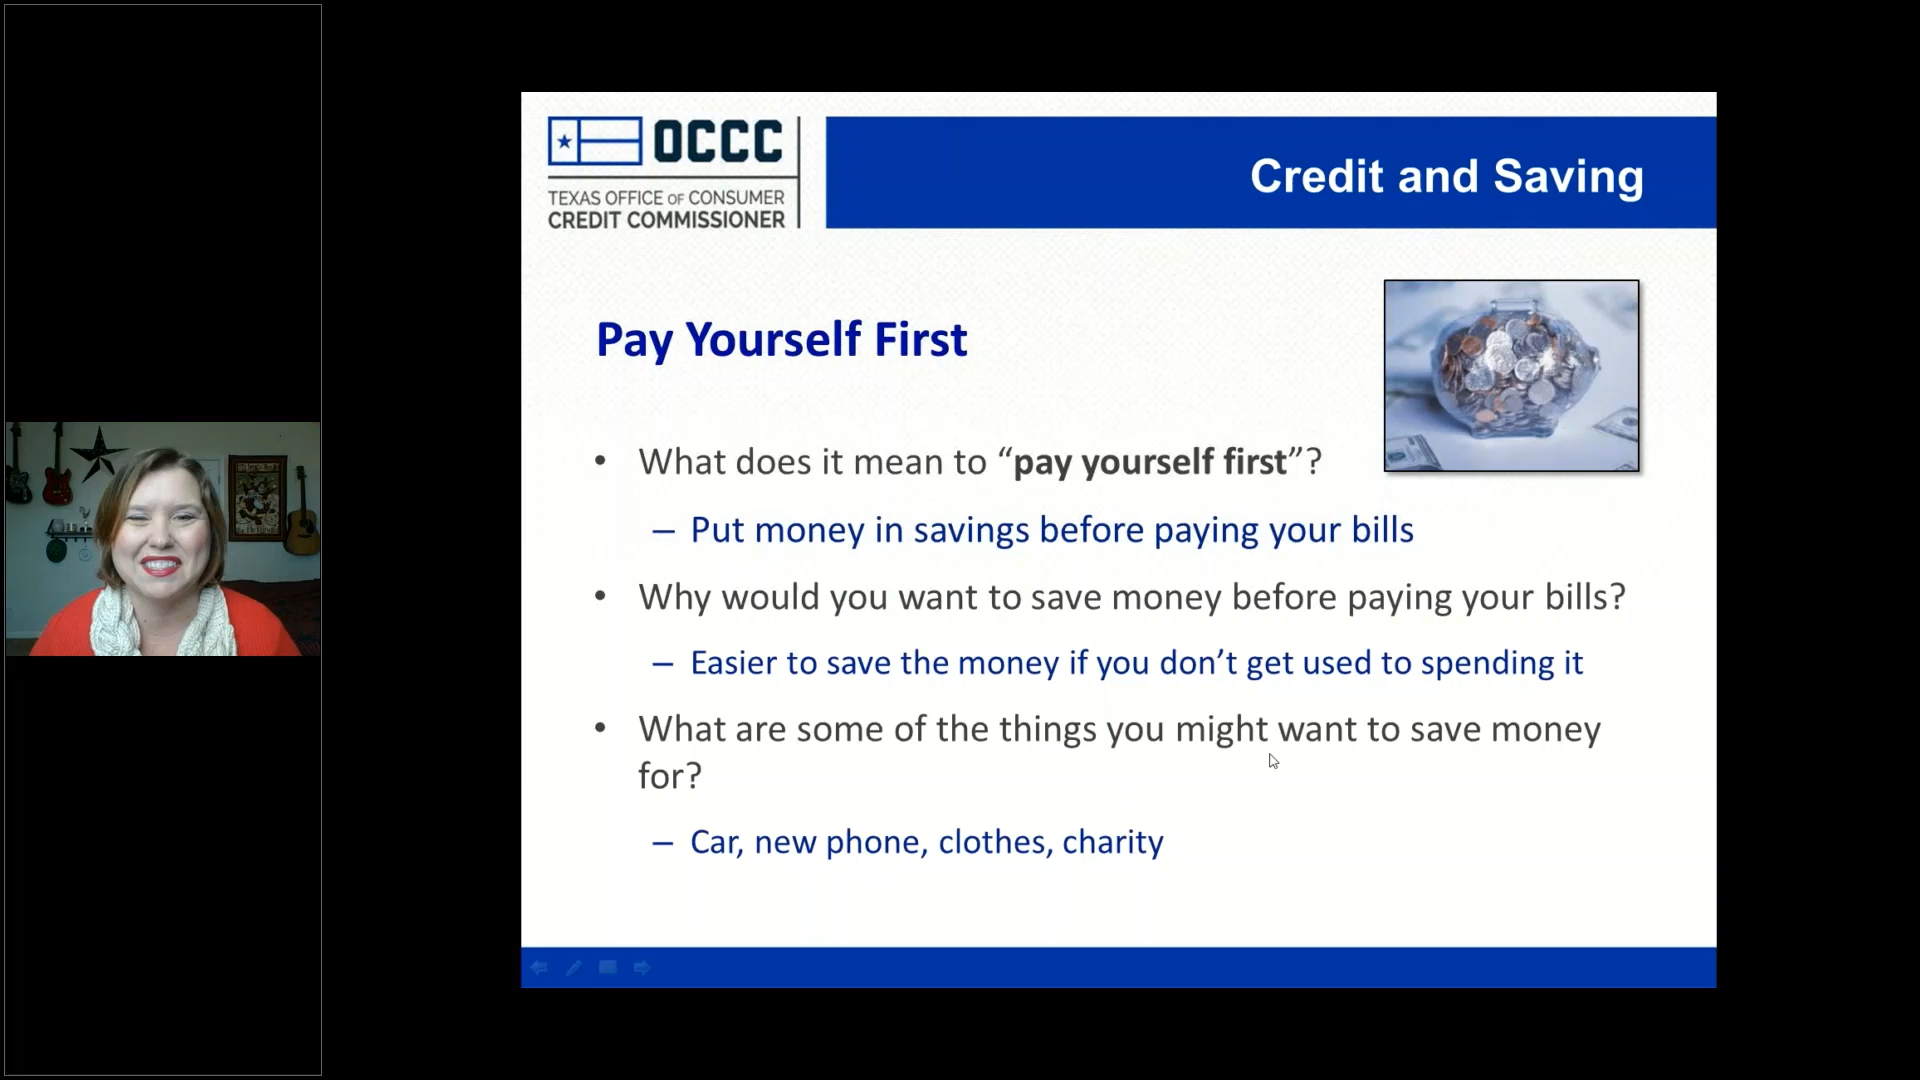 OCCC
TEXAS OFFICE OF CONSUMER
CREDIT COMMISSIONER
Credit and Saving
Pay Yourself First
• What does it mean to “pay yourself first”?
– Put money in savings before paying your bills
• Why would you want to save money before paying your bills?
– Easier to save the money if you don’t get used to spending it
• What are some of the things you might want to save money
for?
– Car, new phone, clothes, charity